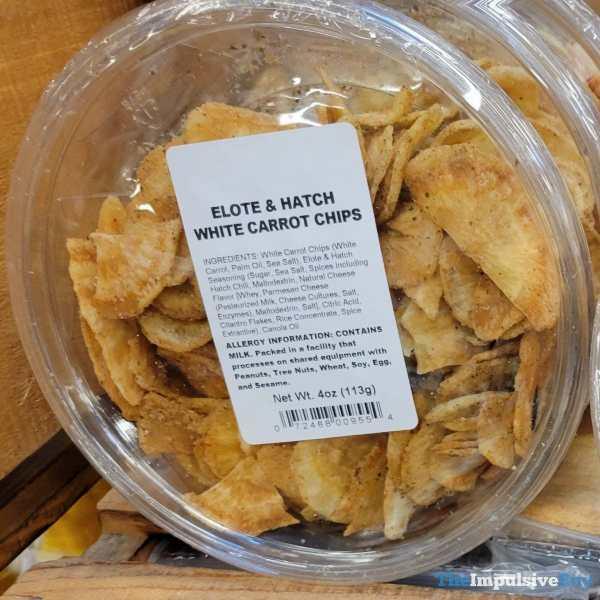 ELOTE & HATCH
WHITE CARROT CHIPS
INGREDIENTS: White Carrot Chips (White
Carrot, Palm Oil, Sea Salt), Elote & Hatch
Seasoning (Sugar, Sea Salt, Spices Including
Hatch Chili, Maltodextrin, Natural Cheese
Flavor [Whey, Parmesan Cheese
(Pasteurized Milk, Cheese Cultures, Salt,
Enzymes), Maltodextrin, Salt], Citric Acid,
Cilantro Flakes, Rice Concentrate, Spice
Extractive), Canola Oil
ALLERGY INFORMATION: CONTAINS
MILK. Packed in a facility that
processes on shared equipment with
Peanuts, Tree Nuts, Wheat, Soy, Egg,
and Sesame.
Net Wt. 4oz (113g)
0 72488 00955 4
TheImpulsiveBuy